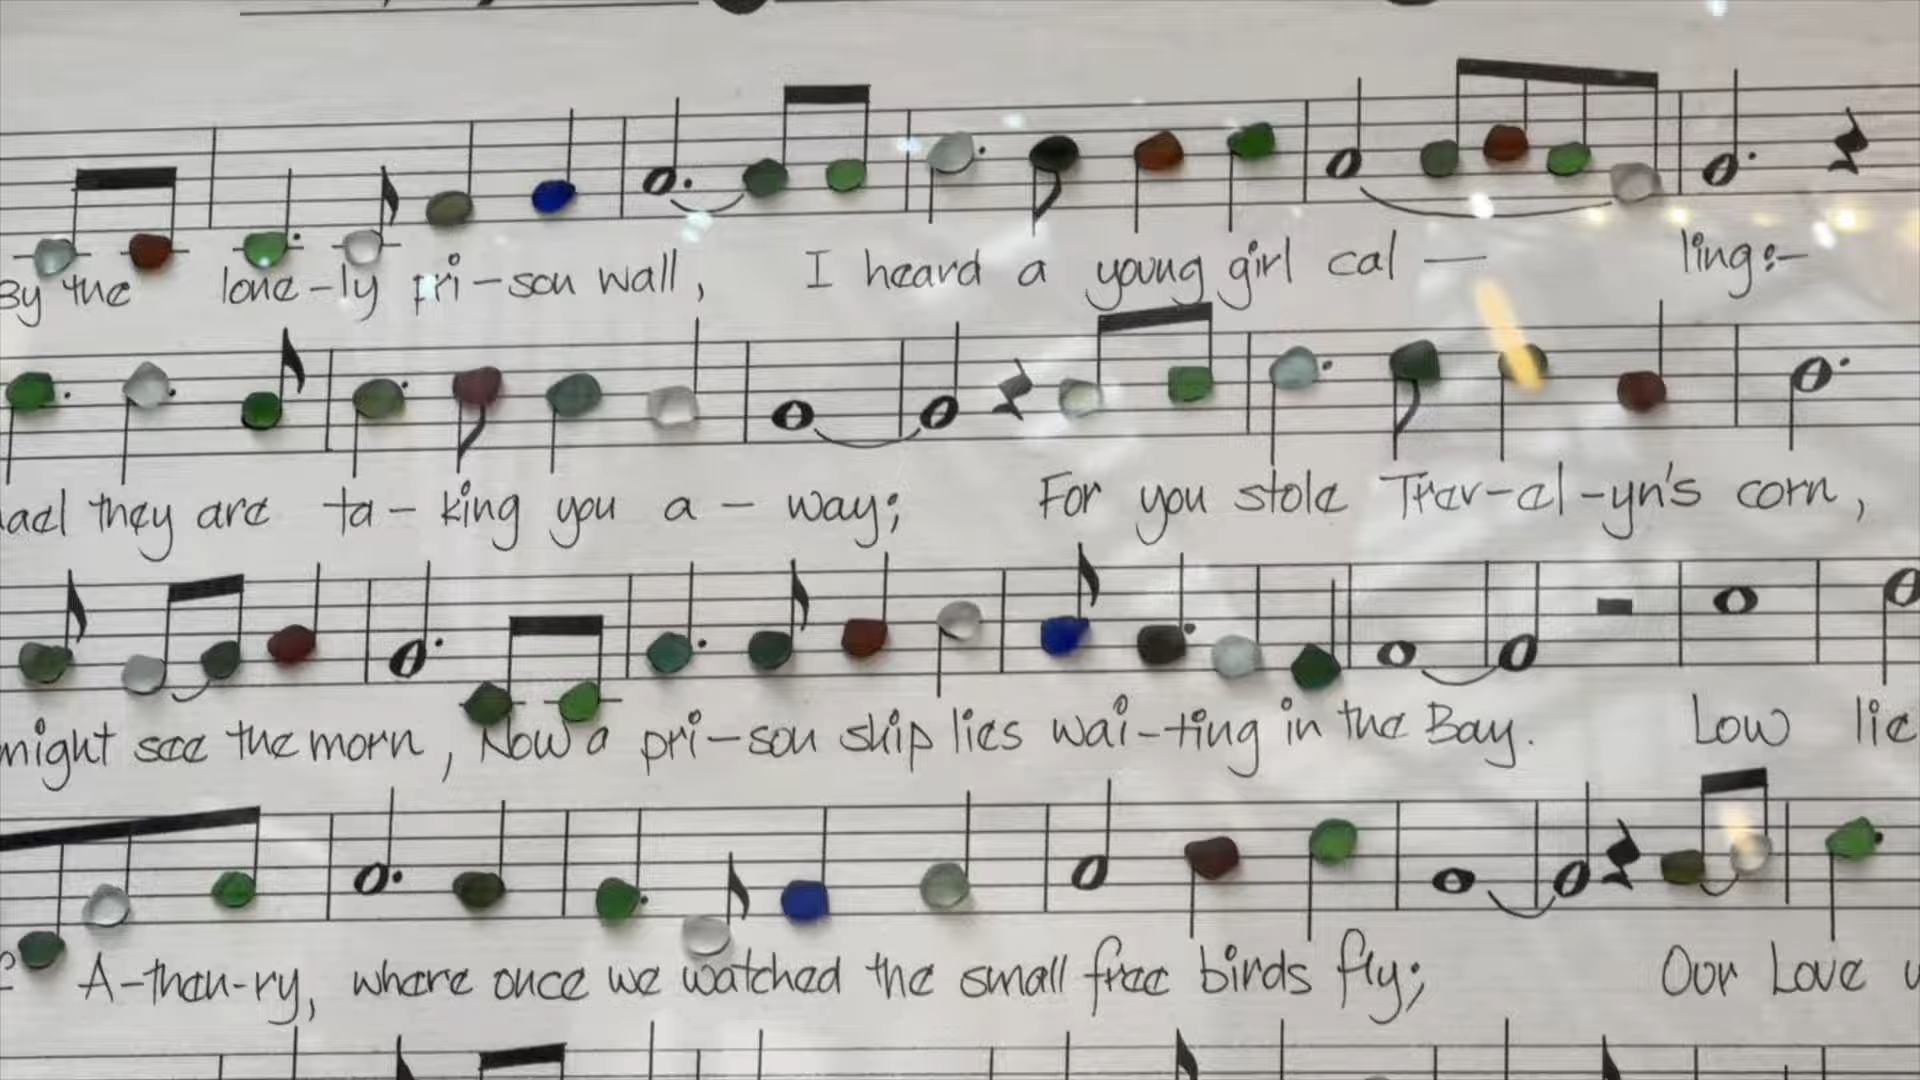 By the lone-ly pri-son wall, I heard a young girl cal — ling:-
they are ta-king you a-way; For you stole Trev-el-yn's corn,
might see the morn, Now a pri-son ship lies wai-ting in the Bay. Low lie
A-then-ry, where once we watched the small free birds fly; Our Love